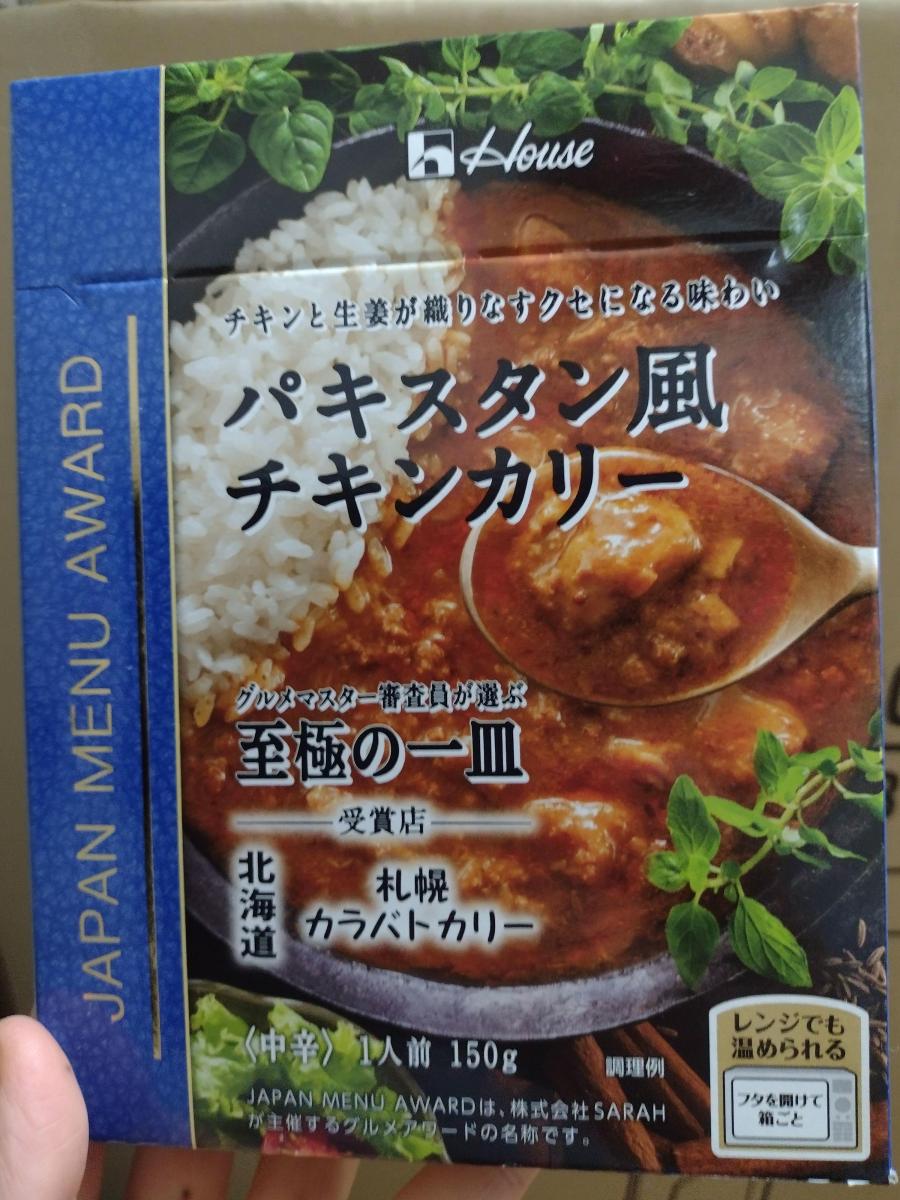 House
チキンと生姜が織りなすクセになる味わい
パキスタン風
チキンカリー
JAPAN MENU AWARD
グルメマスター審査員が選ぶ
至極の一皿
受賞店
北海道
札幌
カラバトカリー
〈中辛〉 1人前 150g
調理例
レンジでも
温められる
フタを開けて
箱ごと
JAPAN MENU AWARDは、株式会社SARAH
が主催するグルメアワードの名称です。